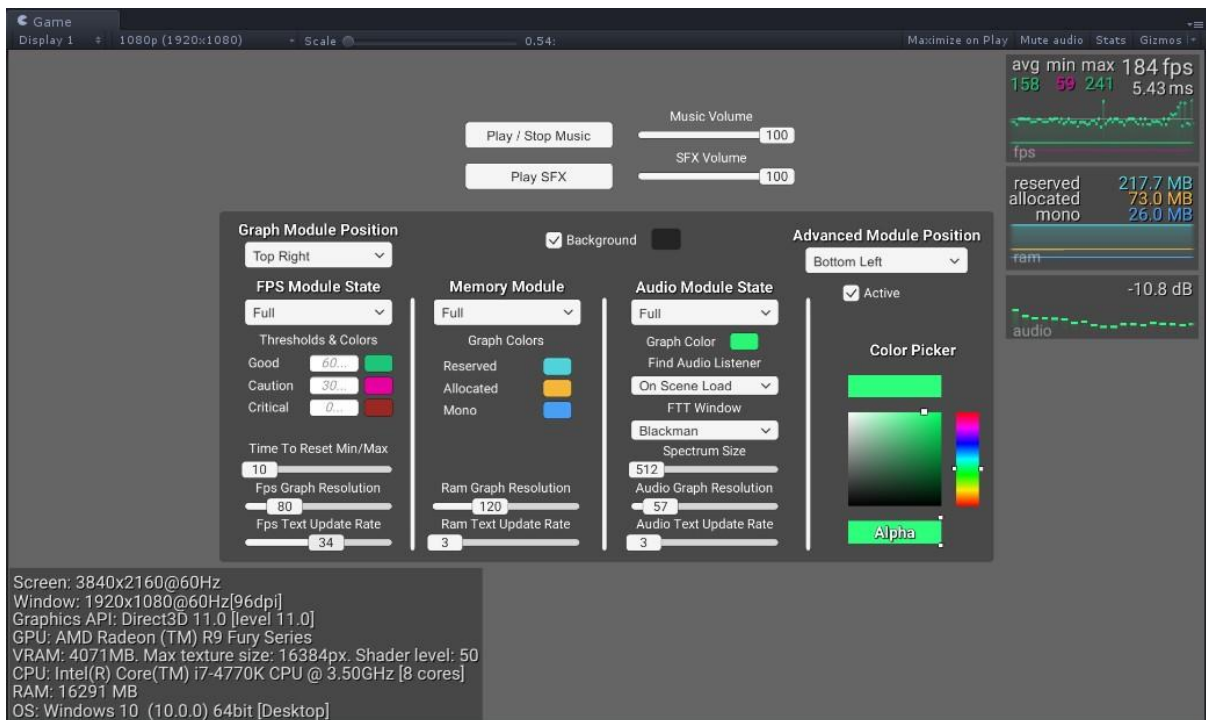 Game
Display 1 1080p (1920x1080) Scale 0.54: Maximize on Play Mute audio Stats Gizmos
avg min max 184 fps
158 59 241 5.43 ms
fps
reserved 217.7 MB
allocated 73.0 MB
mono 26.0 MB
ram
-10.8 dB
audio
Play / Stop Music
Music Volume
100
Play SFX
SFX Volume
100
Graph Module Position
Top Right
Background
Advanced Module Position
Bottom Left
Active
FPS Module State
Full
Thresholds & Colors
Good 60...
Caution 30...
Critical 0...
Time To Reset Min/Max
10
Fps Graph Resolution
80
Fps Text Update Rate
34
Memory Module
Full
Graph Colors
Reserved
Allocated
Mono
Ram Graph Resolution
120
Ram Text Update Rate
3
Audio Module State
Full
Graph Color
Find Audio Listener
On Scene Load
FTT Window
Blackman
Spectrum Size
512
Audio Graph Resolution
57
Audio Text Update Rate
3
Color Picker
Alpha
Screen: 3840x2160@60Hz
Window: 1920x1080@60Hz[96dpi]
Graphics API: Direct3D 11.0 [level 11.0]
GPU: AMD Radeon (TM) R9 Fury Series
VRAM: 4071MB. Max texture size: 16384px. Shader level: 50
CPU: Intel(R) Core(TM) i7-4770K CPU @ 3.50GHz [8 cores]
RAM: 16291 MB
OS: Windows 10 (10.0.0) 64bit [Desktop]